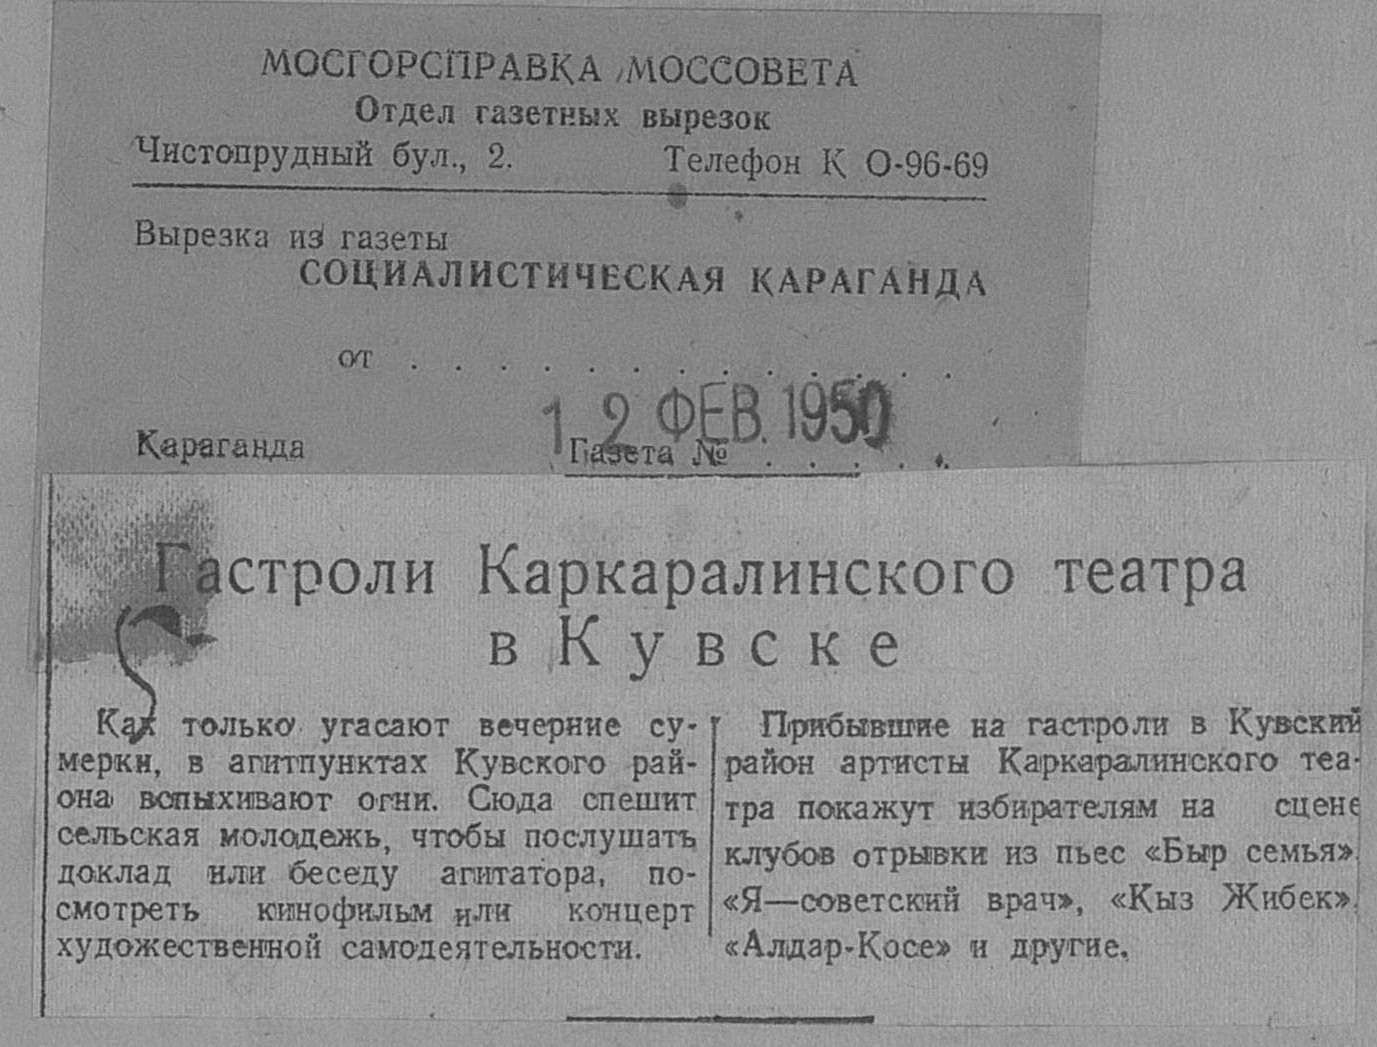 МОСГОРСПРАВКА МОССОВЕТА
Отдел газетных вырезок
Чистопрудный бул., 2. Телефон К 0-96-69
Вырезка из газеты
СОЦИАЛИСТИЧЕСКАЯ КАРАГАНДА
от . . . . . . . . . . . . .
12 ФЕВ. 1950
Караганда Газета № . . . . .
Гастроли Каркаралинского театра
в Кувске
Как только угасают вечерние су-
мерки, в агитпунктах Кувского рай-
она вспыхивают огни. Сюда спешит
сельская молодежь, чтобы послушать
доклад или беседу агитатора, по-
смотреть кинофильм или концерт
художественной самодеятельности.
Прибывшие на гастроли в Кувский
район артисты Каркаралинского теа-
тра покажут избирателям на сцене
клубов отрывки из пьес «Быр семья»,
«Я—советский врач», «Кыз Жибек»,
«Алдар-Косе» и другие.